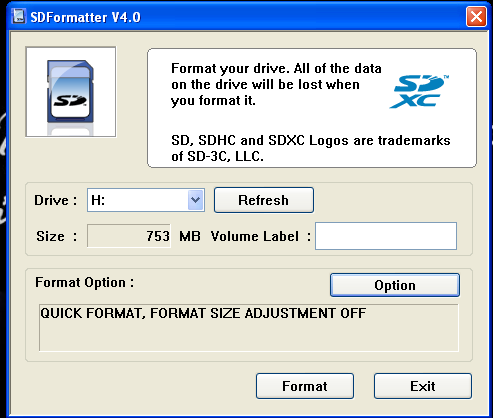 SDFormatter V4.0
Format your drive. All of the data
on the drive will be lost when
you format it.
SD, SDHC and SDXC Logos are trademarks
of SD-3C, LLC.
SD
XC
™
SD
Drive :
H:
Refresh
Size :
753 MB
Volume Label :
Format Option :
Option
QUICK FORMAT, FORMAT SIZE ADJUSTMENT OFF
Format
Exit